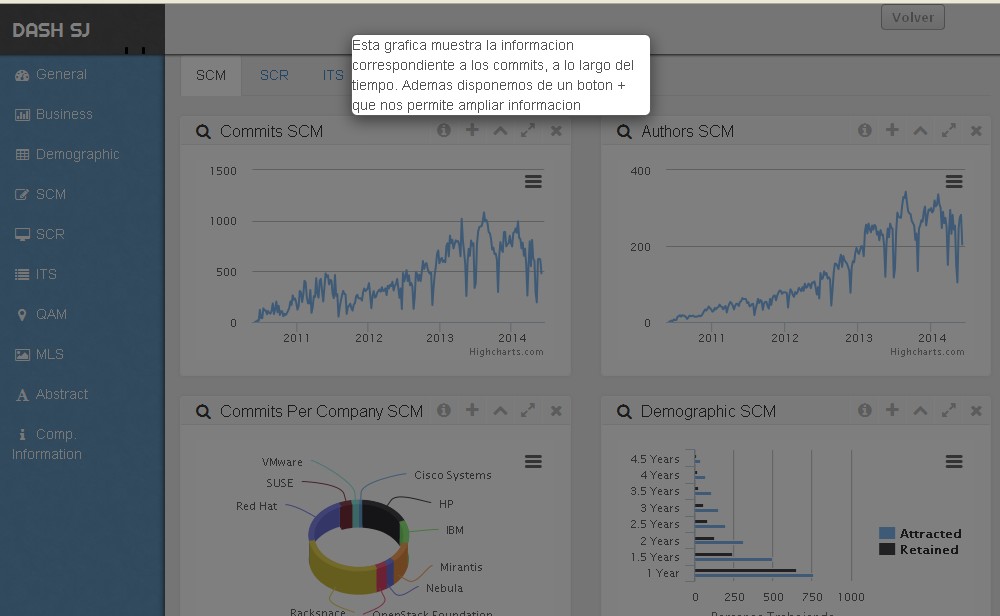 DASH SJ
Volver
Esta grafica muestra la informacion
correspondiente a los commits, a lo largo del
tiempo. Ademas disponemos de un boton +
que nos permite ampliar informacion
General
Business
Demographic
SCM
SCR
ITS
QAM
MLS
Abstract
Comp.
Information
SCM SCR ITS
Commits SCM
1500
1000
500
0
2011 2012 2013 2014
Highcharts.com
Authors SCM
400
200
0
2011 2012 2013 2014
Highcharts.com
Commits Per Company SCM
VMware
SUSE
Red Hat
Cisco Systems
HP
IBM
Mirantis
Nebula
Rackspace
OpenStack Foundation
Demographic SCM
4.5 Years
4 Years
3.5 Years
3 Years
2.5 Years
2 Years
1.5 Years
1 Year
0 250 500 750 1000
Attracted
Retained